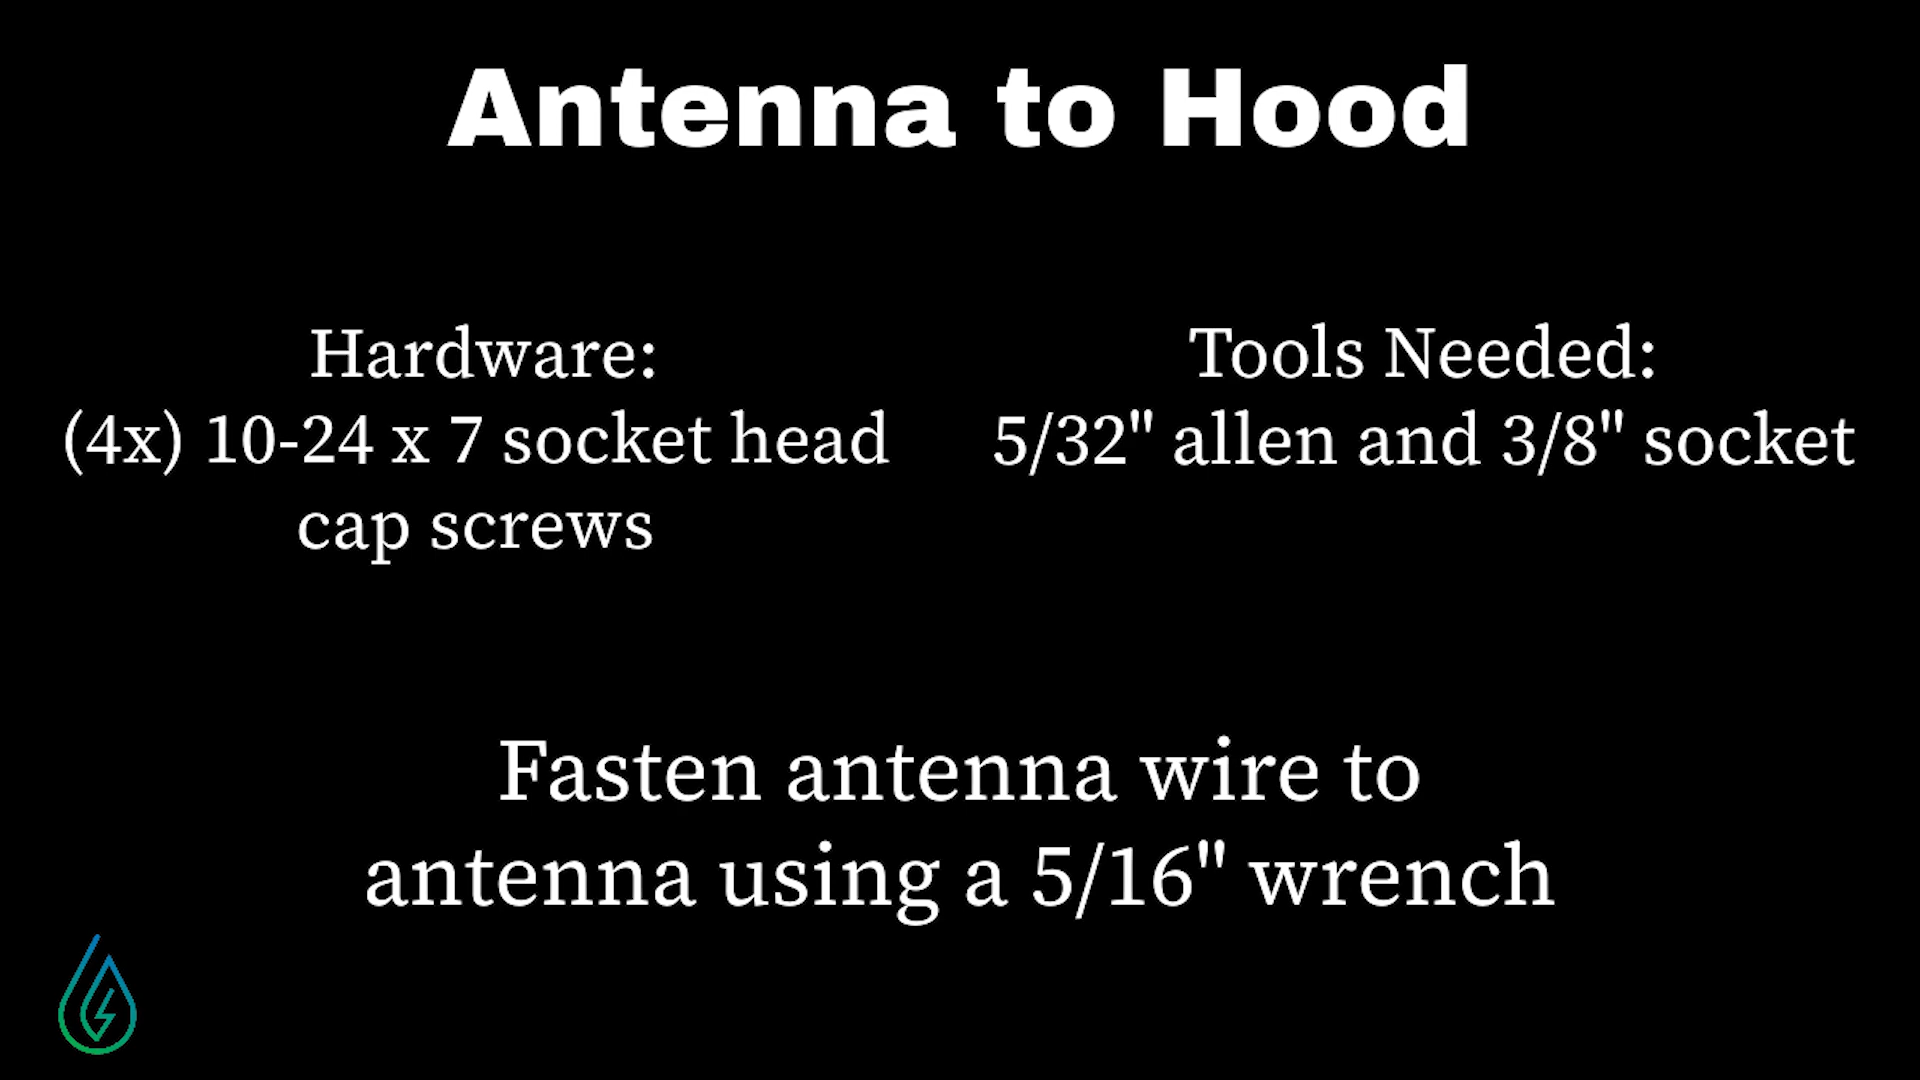 Antenna to Hood
Hardware:
(4x) 10-24 x 7 socket head
cap screws
Tools Needed:
5/32" allen and 3/8" socket
Fasten antenna wire to
antenna using a 5/16" wrench